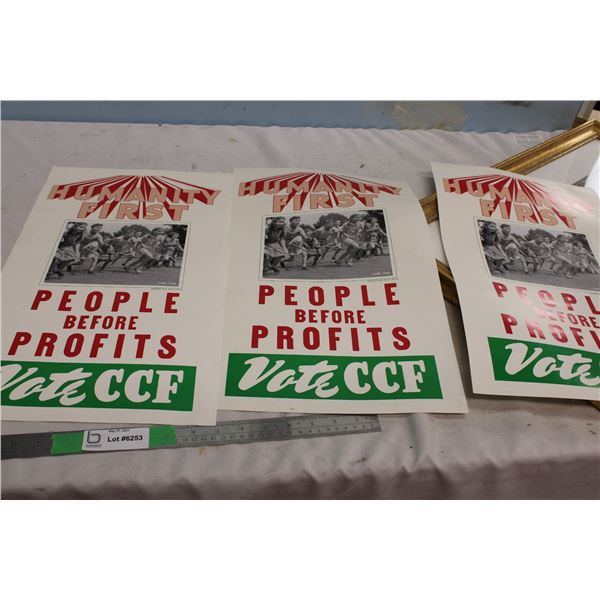 HUMANITY
FIRST
PEOPLE
BEFORE
PROFITS
Vote CCF
HUMANITY
FIRST
PEOPLE
BEFORE
PROFITS
Vote CCF
HUMANITY
FIRST
PEOPLE
BEFORE
PROFITS
Vote CCF
Lot #6253